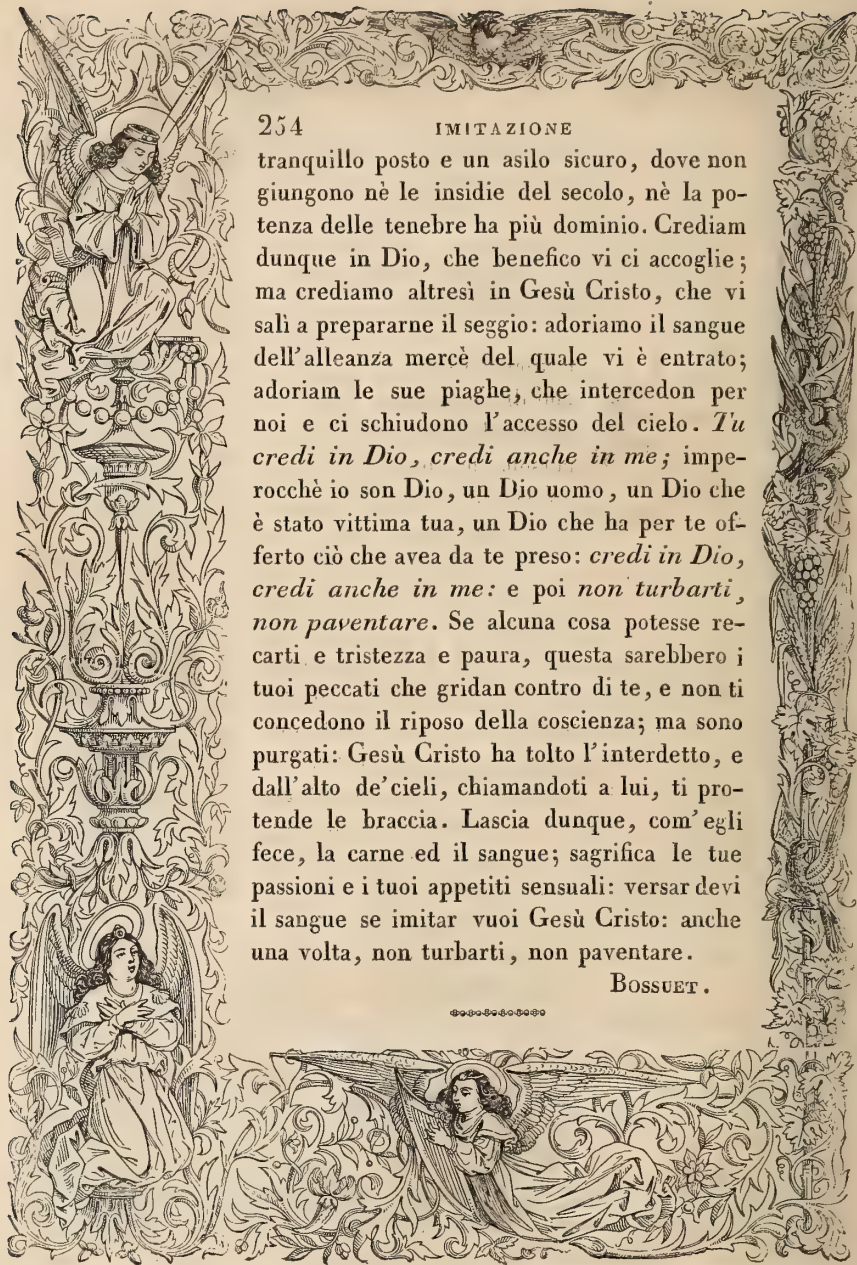 254 IMITAZIONE
tranquillo posto e un asilo sicuro, dove non
giungono nè le insidie del secolo, nè la po-
tenza delle tenebre ha più dominio. Crediam
dunque in Dio, che benefico vi ci accoglie;
ma crediamo altresì in Gesù Cristo, che vi
salì a prepararne il seggio: adoriamo il sangue
dell'alleanza mercè del quale vi è entrato;
adoriam le sue piaghe, che intercedon per
noi e ci schiudono l'accesso del cielo. Tu
credi in Dio, credi anche in me; impe-
rocchè io son Dio, un Dio uomo, un Dio che
è stato vittima tua, un Dio che ha per te of-
ferto ciò che avea da te preso: credi in Dio,
credi anche in me: e poi non turbarti,
non paventare. Se alcuna cosa potesse re-
carti e tristezza e paura, questa sarebbero i
tuoi peccati che gridan contro di te, e non ti
concedono il riposo della coscienza; ma sono
purgati: Gesù Cristo ha tolto l'interdetto, e
dall'alto de'cieli, chiamandoti a lui, ti pro-
tende le braccia. Lascia dunque, com'egli
fece, la carne ed il sangue; sagrifica le tue
passioni e i tuoi appetiti sensuali: versar devi
il sangue se imitar vuoi Gesù Cristo: anche
una volta, non turbarti, non paventare.
BOSSUET.